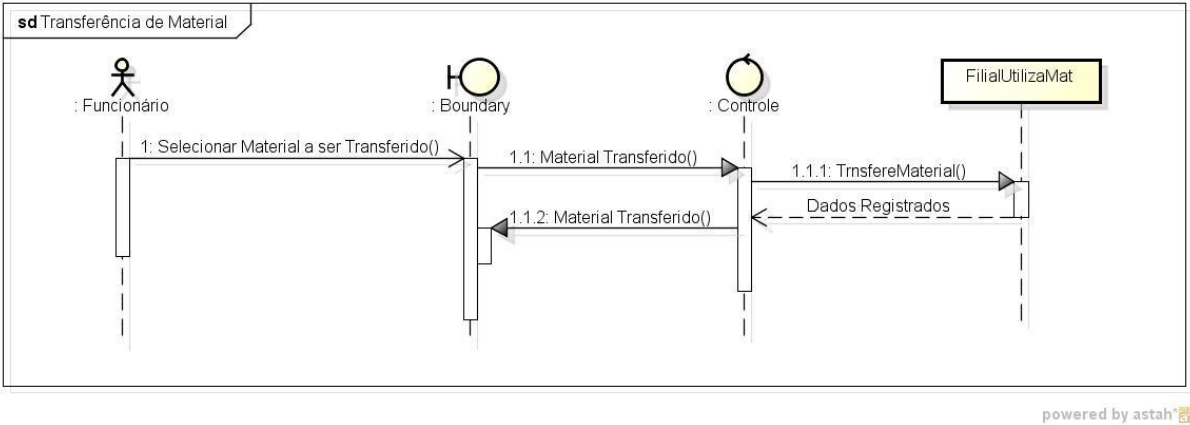 sd Transferência de Material
: Funcionário
: Boundary
: Controle
FilialUtilizaMat
1: Selecionar Material a ser Transferido()
1.1: Material Transferido()
1.1.1: TrnsfereMaterial()
Dados Registrados
1.1.2: Material Transferido()
powered by astah*